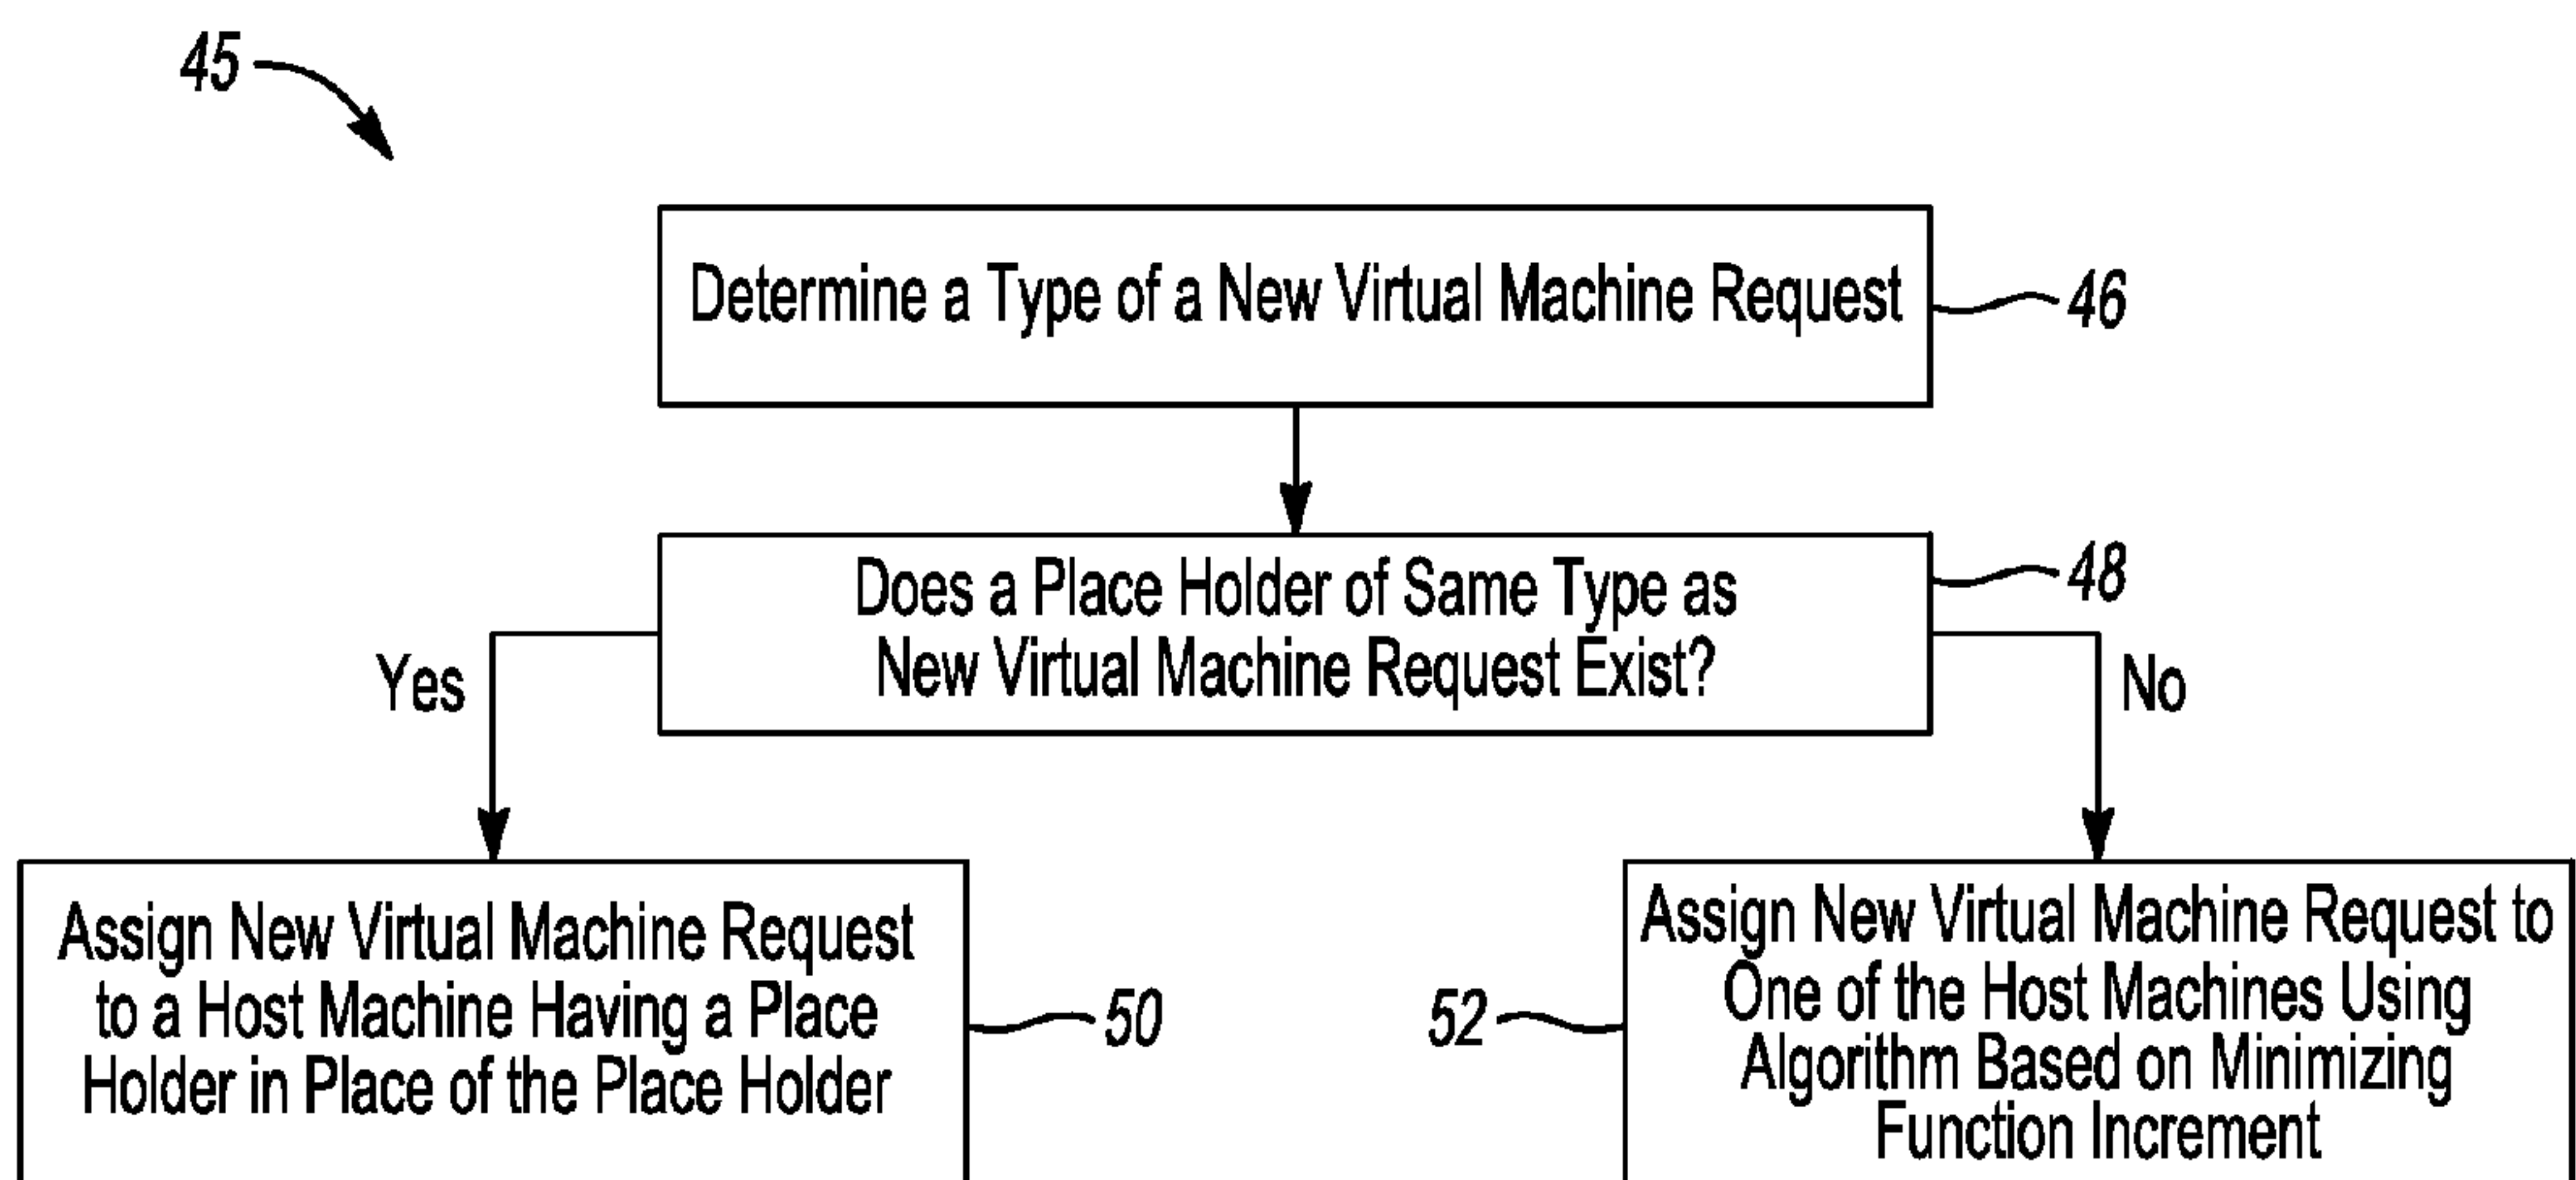 45
Determine a Type of a New Virtual Machine Request
46
Does a Place Holder of Same Type as
New Virtual Machine Request Exist?
48
Yes
No
Assign New Virtual Machine Request
to a Host Machine Having a Place
Holder in Place of the Place Holder
50
52
Assign New Virtual Machine Request to
One of the Host Machines Using
Algorithm Based on Minimizing
Function Increment